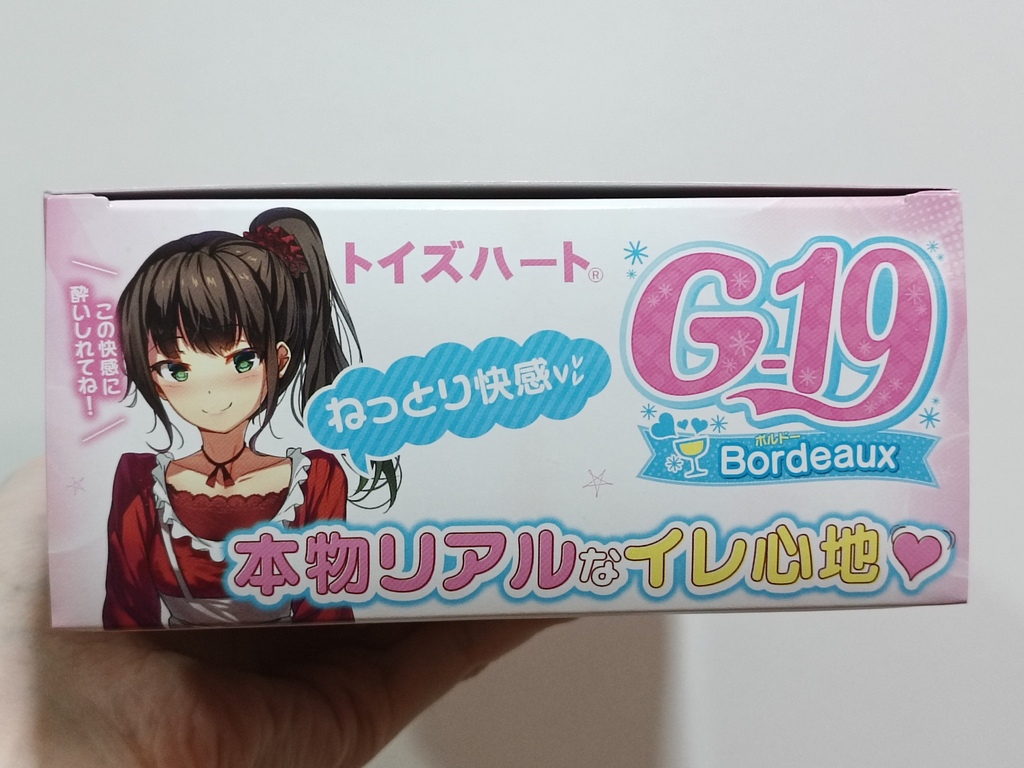 この快感に
酔いしれてね！
トイズハート®
ねっとり快感
G-19
ボルドー
Bordeaux
本物リアルなイレ心地